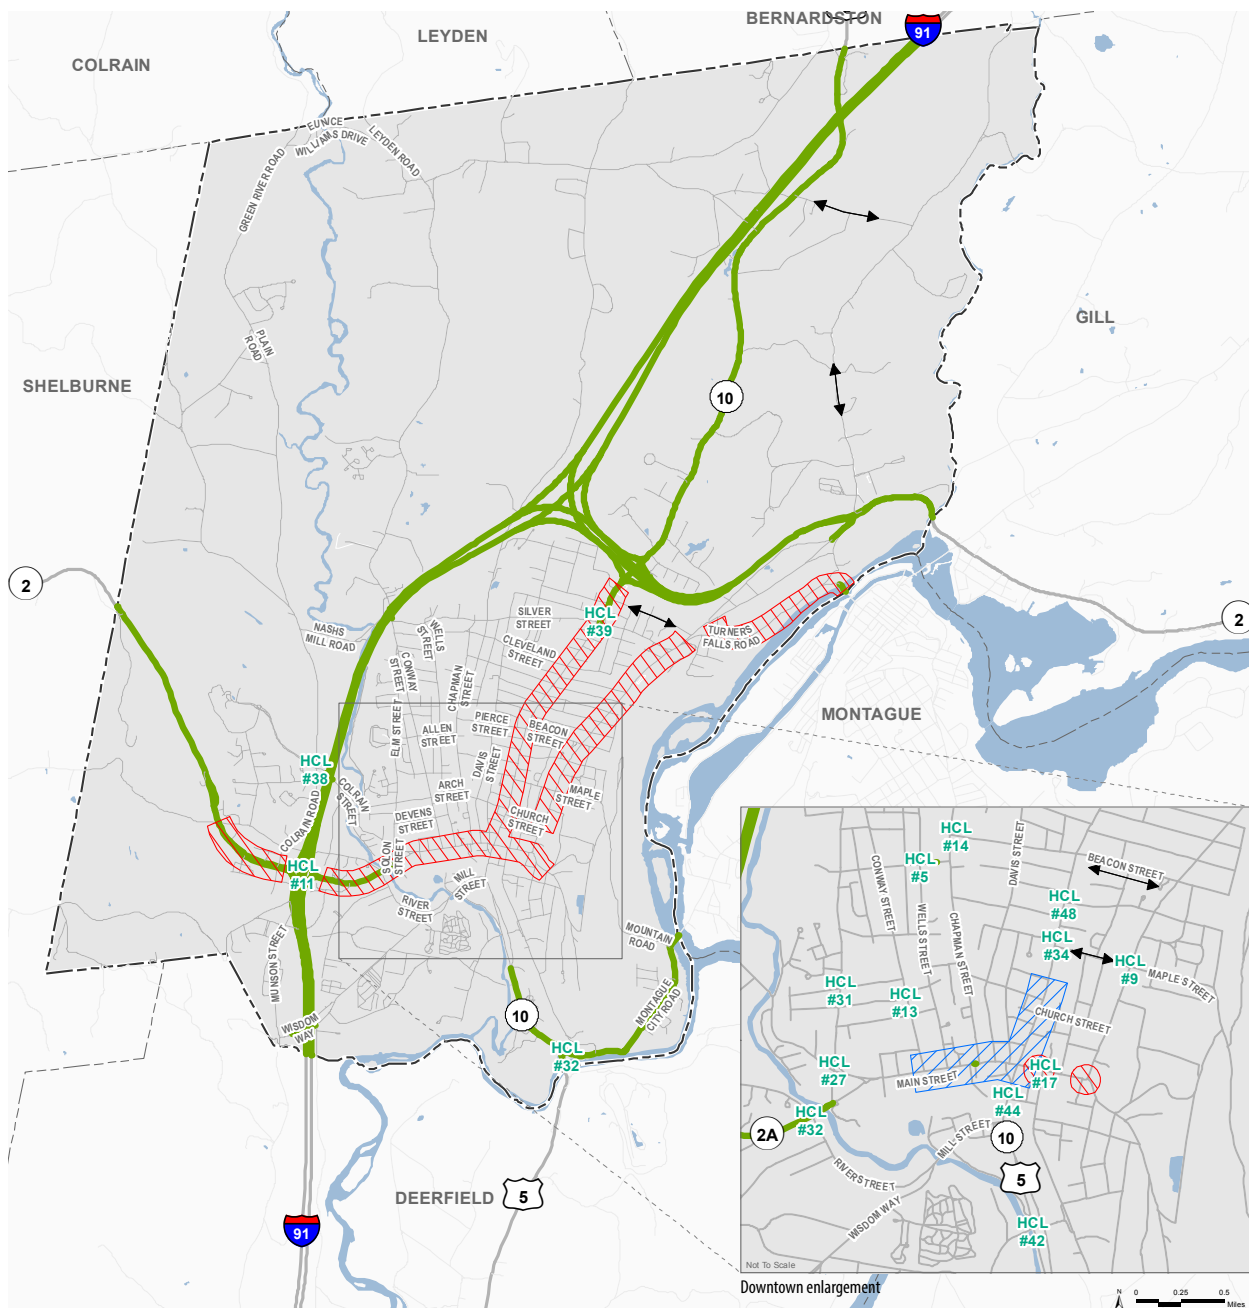 BERNARDSTON
91
LEYDEN
COLRAIN
EUNICE
WILLIAMS DRIVE
LEYDEN ROAD
GREEN RIVER ROAD
GILL
PLAIN
ROAD
SHELBURNE
10
2
SILVER
STREET
HCL
#39
2
NASHS
MILL ROAD
WELLS
STREET
TURNERS
FALLS ROAD
CLEVELAND
STREET
CONWAY
STREET
CHAPMAN
STREET
MONTAGUE
ELM STREET
ALLEN
STREET
PIERCE
STREET
BEACON
STREET
DAVIS
STREET
HCL
#38
COLRAIN
STREET
ARCH
STREET
MAPLE
STREET
COLRAIN ROAD
DEVENS
STREET
CHURCH
STREET
SOLON
STREET
HCL
#11
MILL
STREET
RIVER
STREET
MOUNTAIN
ROAD
MUNSON STREET
MONTAGUE
CITY ROAD
WISDOM
WAY
10
HCL
#32
DEERFIELD
5
91
HCL
#14
DAVIS STREET
HCL
#5
BEACON STREET
CONWAY STREET
HCL
#48
WELLS STREET
CHAPMAN STREET
HCL
#34
HCL
#9
MAPLE STREET
HCL
#31
HCL
#13
CHURCH STREET
HCL
#27
MAIN STREET
HCL
#17
HCL
#44
HCL
#32
2A
MILL STREET
10
RIVER STREET
5
WISDOM WAY
HCL
#42
Not To Scale
Downtown enlargement
N
0 0.25 0.5
Miles